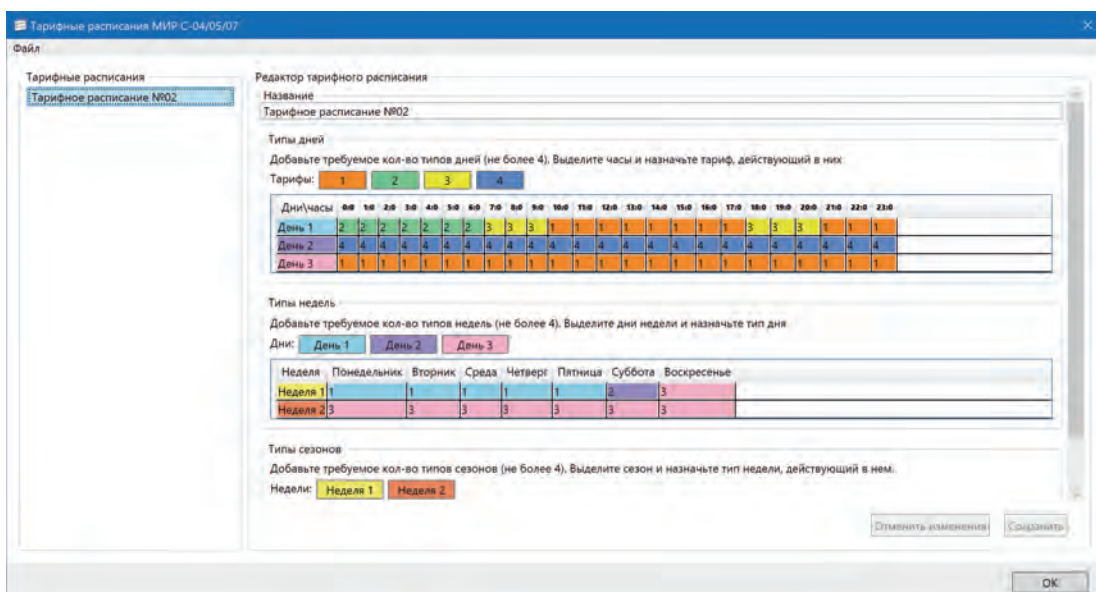 Тарифные расписания МИР С-04/05/07
Файл
Тарифные расписания
Тарифное расписание №02
Редактор тарифного расписания
Название
Тарифное расписание №02
Типы дней
Добавьте требуемое кол-во типов дней (не более 4). Выделите часы и назначьте тариф, действующий в них
Тарифы: 1 2 3 4
Дни\часы 0:0 1:0 2:0 3:0 4:0 5:0 6:0 7:0 8:0 9:0 10:0 11:0 12:0 13:0 14:0 15:0 16:0 17:0 18:0 19:0 20:0 21:0 22:0 23:0
День 1 2 2 2 2 2 2 2 3 3 3 1 1 1 1 1 1 1 1 3 3 3 1 1 1
День 2 4 4 4 4 4 4 4 4 4 4 4 4 4 4 4 4 4 4 4 4 4 4 4 4
День 3 1 1 1 1 1 1 1 1 1 1 1 1 1 1 1 1 1 1 1 1 1 1 1 1
Типы недель
Добавьте требуемое кол-во типов недель (не более 4). Выделите дни недели и назначьте тип дня
Дни: День 1 День 2 День 3
Неделя Понедельник Вторник Среда Четверг Пятница Суббота Воскресенье
Неделя 1 1 1 1 1 1 2 3
Неделя 2 3 3 3 3 3 3 3
Типы сезонов
Добавьте требуемое кол-во типов сезонов (не более 4). Выделите сезон и назначьте тип недели, действующий в нем.
Недели: Неделя 1 Неделя 2
Отменить изменения Сохранить
ОК